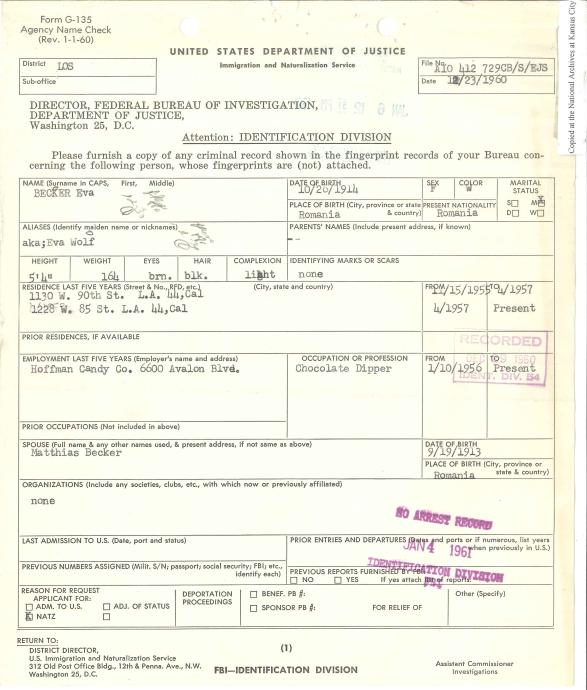 Form G-135
Agency Name Check
(Rev. 1-1-60)
UNITED STATES DEPARTMENT OF JUSTICE
Immigration and Naturalization Service
District LOS
Sub-office
File No. A10 412 729CB/S/EJS
Date 12/23/1960
Copied at the National Archives at Kansas City
DIRECTOR, FEDERAL BUREAU OF INVESTIGATION,
DEPARTMENT OF JUSTICE,
Washington 25, D.C.
Attention: IDENTIFICATION DIVISION
Please furnish a copy of any criminal record shown in the fingerprint records of your Bureau con-
cerning the following person, whose fingerprints are (not) attached.
NAME (Surname in CAPS, First, Middle)
BECKER Eva
DATE OF BIRTH
10/20/1914
SEX
F
COLOR
W
MARITAL
STATUS
S M
D W
PLACE OF BIRTH (City, province or state & country)
Romania
PRESENT NATIONALITY
Romania
ALIASES (Identify maiden name or nicknames)
aka;Eva Wolf
PARENTS' NAMES (Include present address, if known)
--
HEIGHT WEIGHT EYES HAIR COMPLEXION
5'4" 164 brn. blk. light
IDENTIFYING MARKS OR SCARS
none
RESIDENCE LAST FIVE YEARS (Street & No., RFD, etc.) (City, state and country)
1130 W. 90th St. L.A. 44,Cal
1228 W. 85 St. L.A. 44,Cal
FROM TO
11/15/1955 4/1957
4/1957 Present
PRIOR RESIDENCES, IF AVAILABLE
RECORDED
1960
IDENT. DIV. 54
EMPLOYMENT LAST FIVE YEARS (Employer's name and address)
Hoffman Candy Co. 6600 Avalon Blvd.
OCCUPATION OR PROFESSION
Chocolate Dipper
FROM TO
1/10/1956 Present
PRIOR OCCUPATIONS (Not included in above)
SPOUSE (Full name & any other names used, & present address, if not same as above)
Matthias Becker
DATE OF BIRTH
9/19/1913
PLACE OF BIRTH (City, province or state & country)
Romania
ORGANIZATIONS (Include any societies, clubs, etc., with which now or previously affiliated)
none
NO ARREST RECORD
LAST ADMISSION TO U.S. (Date, port and status)
PRIOR ENTRIES AND DEPARTURES (Dates and ports or if numerous, list years when previously in U.S.)
JAN 4 1961
IDENTIFICATION DIVISION
PREVIOUS NUMBERS ASSIGNED (Milit. S/N; passport; social security; FBI; etc., identify each)
PREVIOUS REPORTS FURNISHED BY FBI
NO YES If yes attach list of reports.
REASON FOR REQUEST
APPLICANT FOR:
ADM. TO U.S. ADJ. OF STATUS
X NATZ
DEPORTATION
PROCEEDINGS
BENEF. PB #:
SPONSOR PB #: FOR RELIEF OF
Other (Specify)
RETURN TO:
DISTRICT DIRECTOR,
U.S. Immigration and Naturalization Service
312 Old Post Office Bldg., 12th & Penna. Ave., N.W.
Washington 25, D.C.
(1)
FBI—IDENTIFICATION DIVISION
Assistant Commissioner
Investigations